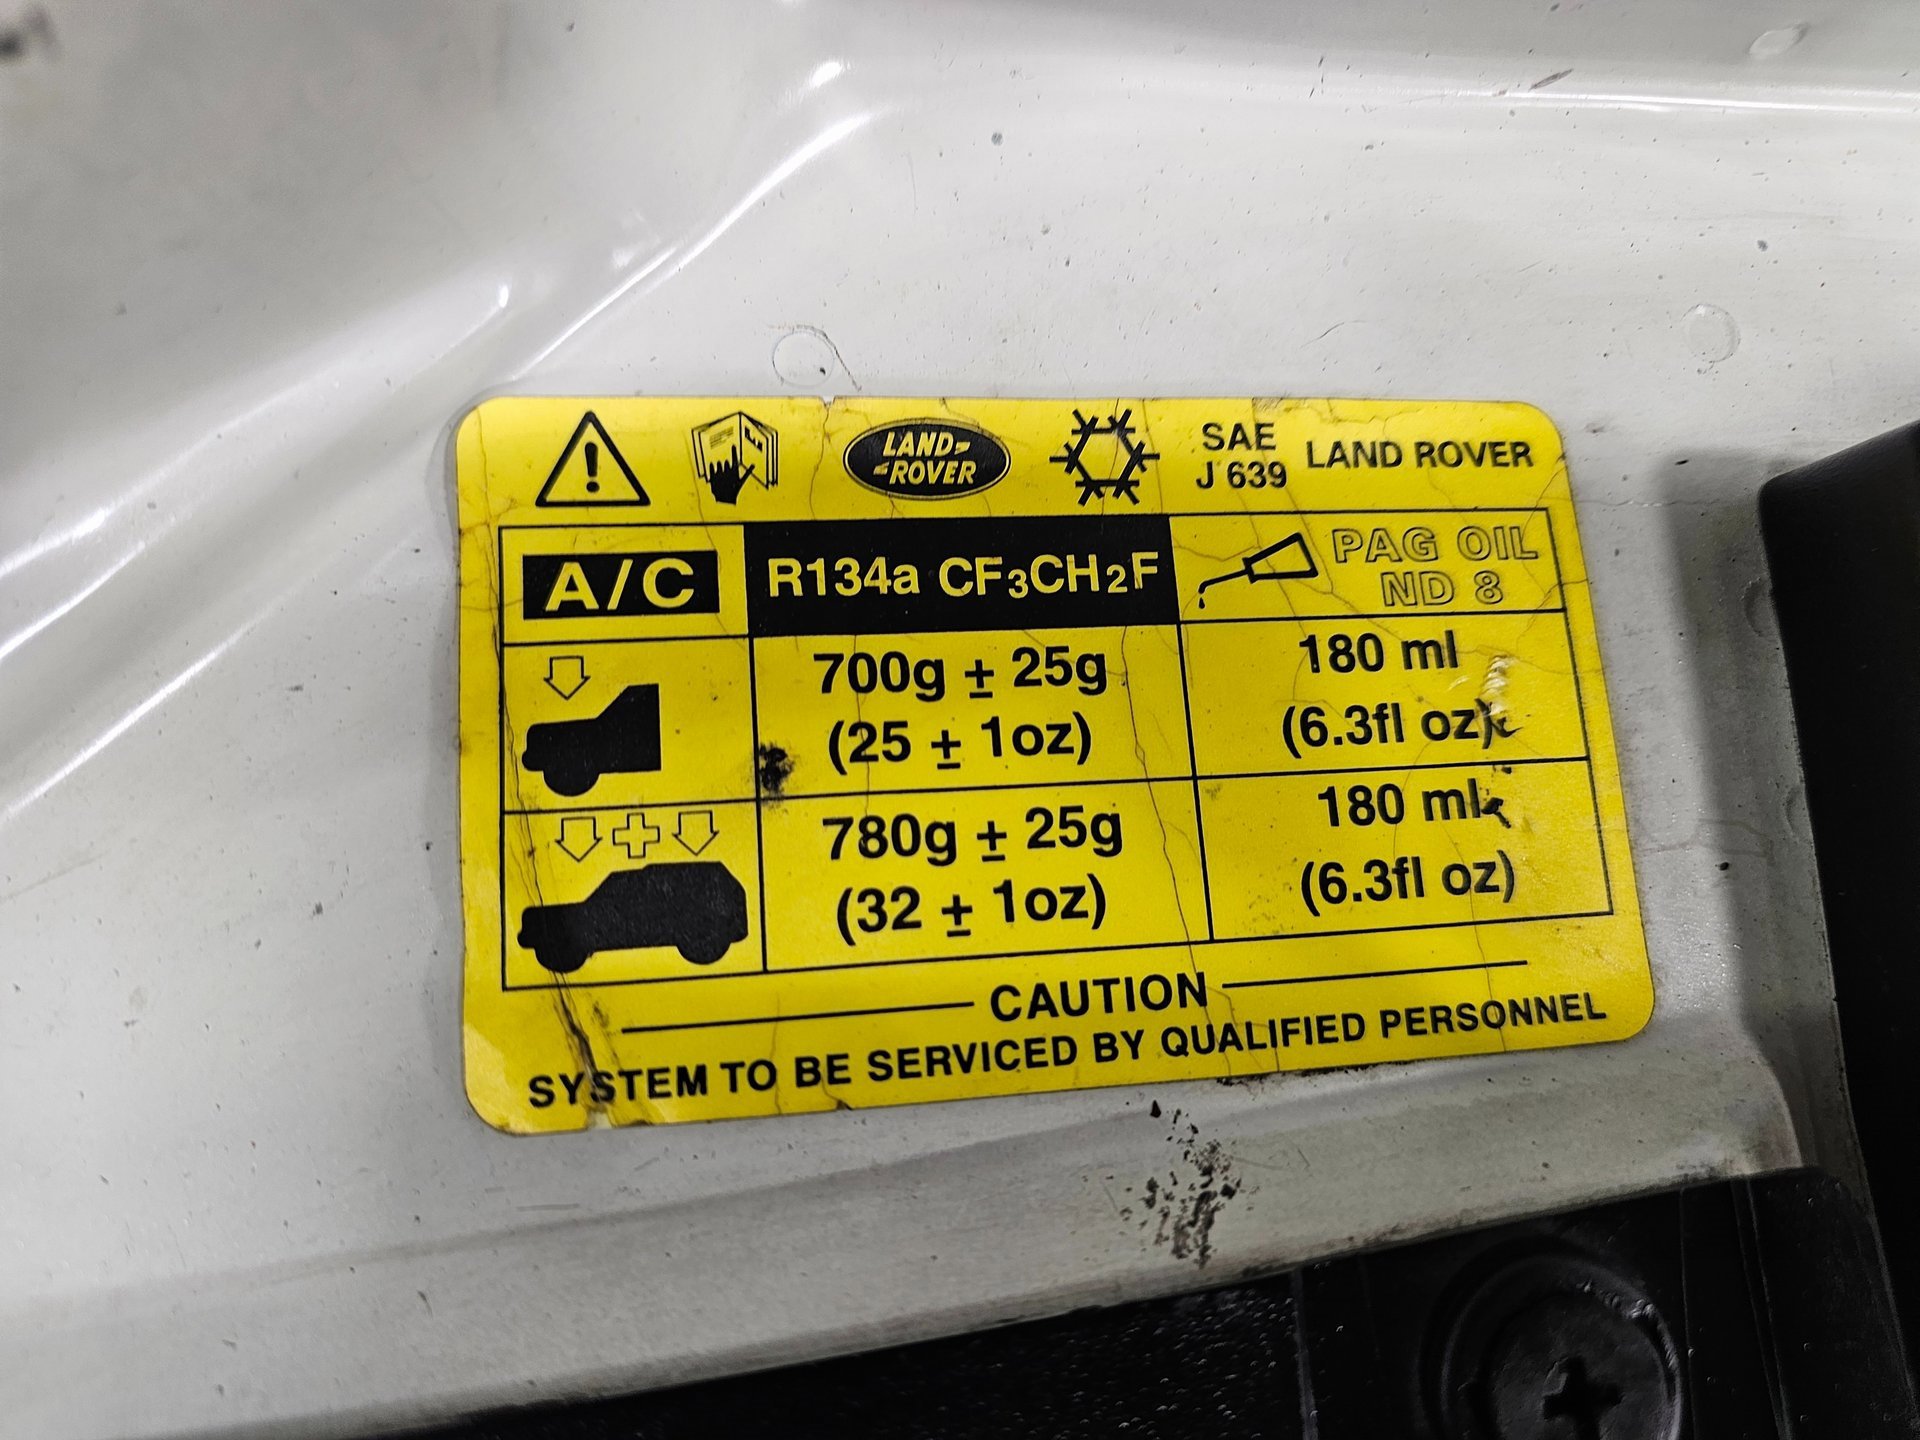 LAND ROVER
SAE J 639 LAND ROVER
A/C R134a CF₃CH₂F PAG OIL ND 8
700g ± 25g 180 ml
(25 ± 1oz) (6.3fl oz)
780g ± 25g 180 ml
(32 ± 1oz) (6.3fl oz)
CAUTION
SYSTEM TO BE SERVICED BY QUALIFIED PERSONNEL